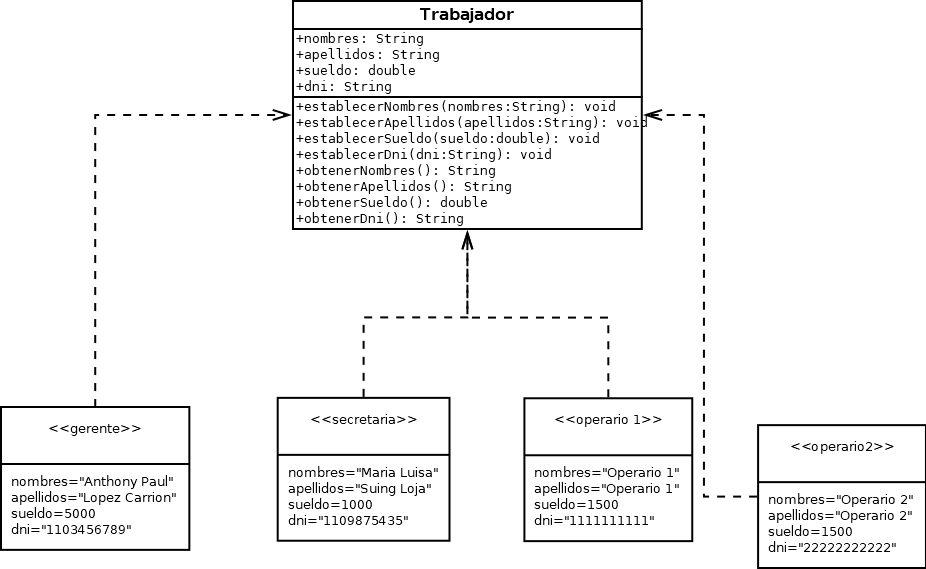 Trabajador
+nombres: String
+apellidos: String
+sueldo: double
+dni: String
+establecerNombres(nombres:String): void
+establecerApellidos(apellidos:String): void
+establecerSueldo(sueldo:double): void
+establecerDni(dni:String): void
+obtenerNombres(): String
+obtenerApellidos(): String
+obtenerSueldo(): double
+obtenerDni(): String
<<gerente>>
nombres="Anthony Paul"
apellidos="Lopez Carrion"
sueldo=5000
dni="1103456789"
<<secretaria>>
nombres="Maria Luisa"
apellidos="Suing Loja"
sueldo=1000
dni="1109875435"
<<operario 1>>
nombres="Operario 1"
apellidos="Operario 1"
sueldo=1500
dni="1111111111"
<<operario2>>
nombres="Operario 2"
apellidos="Operario 2"
sueldo=1500
dni="22222222222"